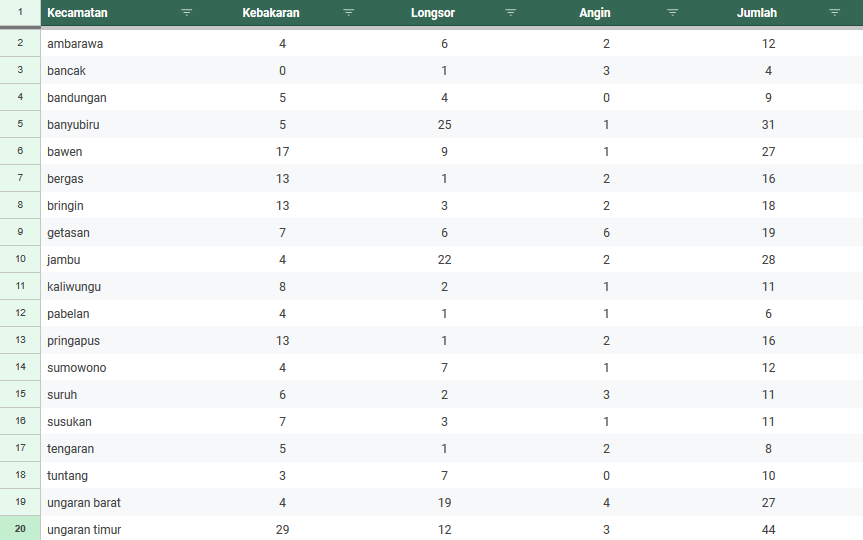 1 Kecamatan Kebakaran Longsor Angin Jumlah
2 ambarawa 4 6 2 12
3 bancak 0 1 3 4
4 bandungan 5 4 0 9
5 banyubiru 5 25 1 31
6 bawen 17 9 1 27
7 bergas 13 1 2 16
8 bringin 13 3 2 18
9 getasan 7 6 6 19
10 jambu 4 22 2 28
11 kaliwungu 8 2 1 11
12 pabelan 4 1 1 6
13 pringapus 13 1 2 16
14 sumowono 4 7 1 12
15 suruh 6 2 3 11
16 susukan 7 3 1 11
17 tengaran 5 1 2 8
18 tuntang 3 7 0 10
19 ungaran barat 4 19 4 27
20 ungaran timur 29 12 3 44